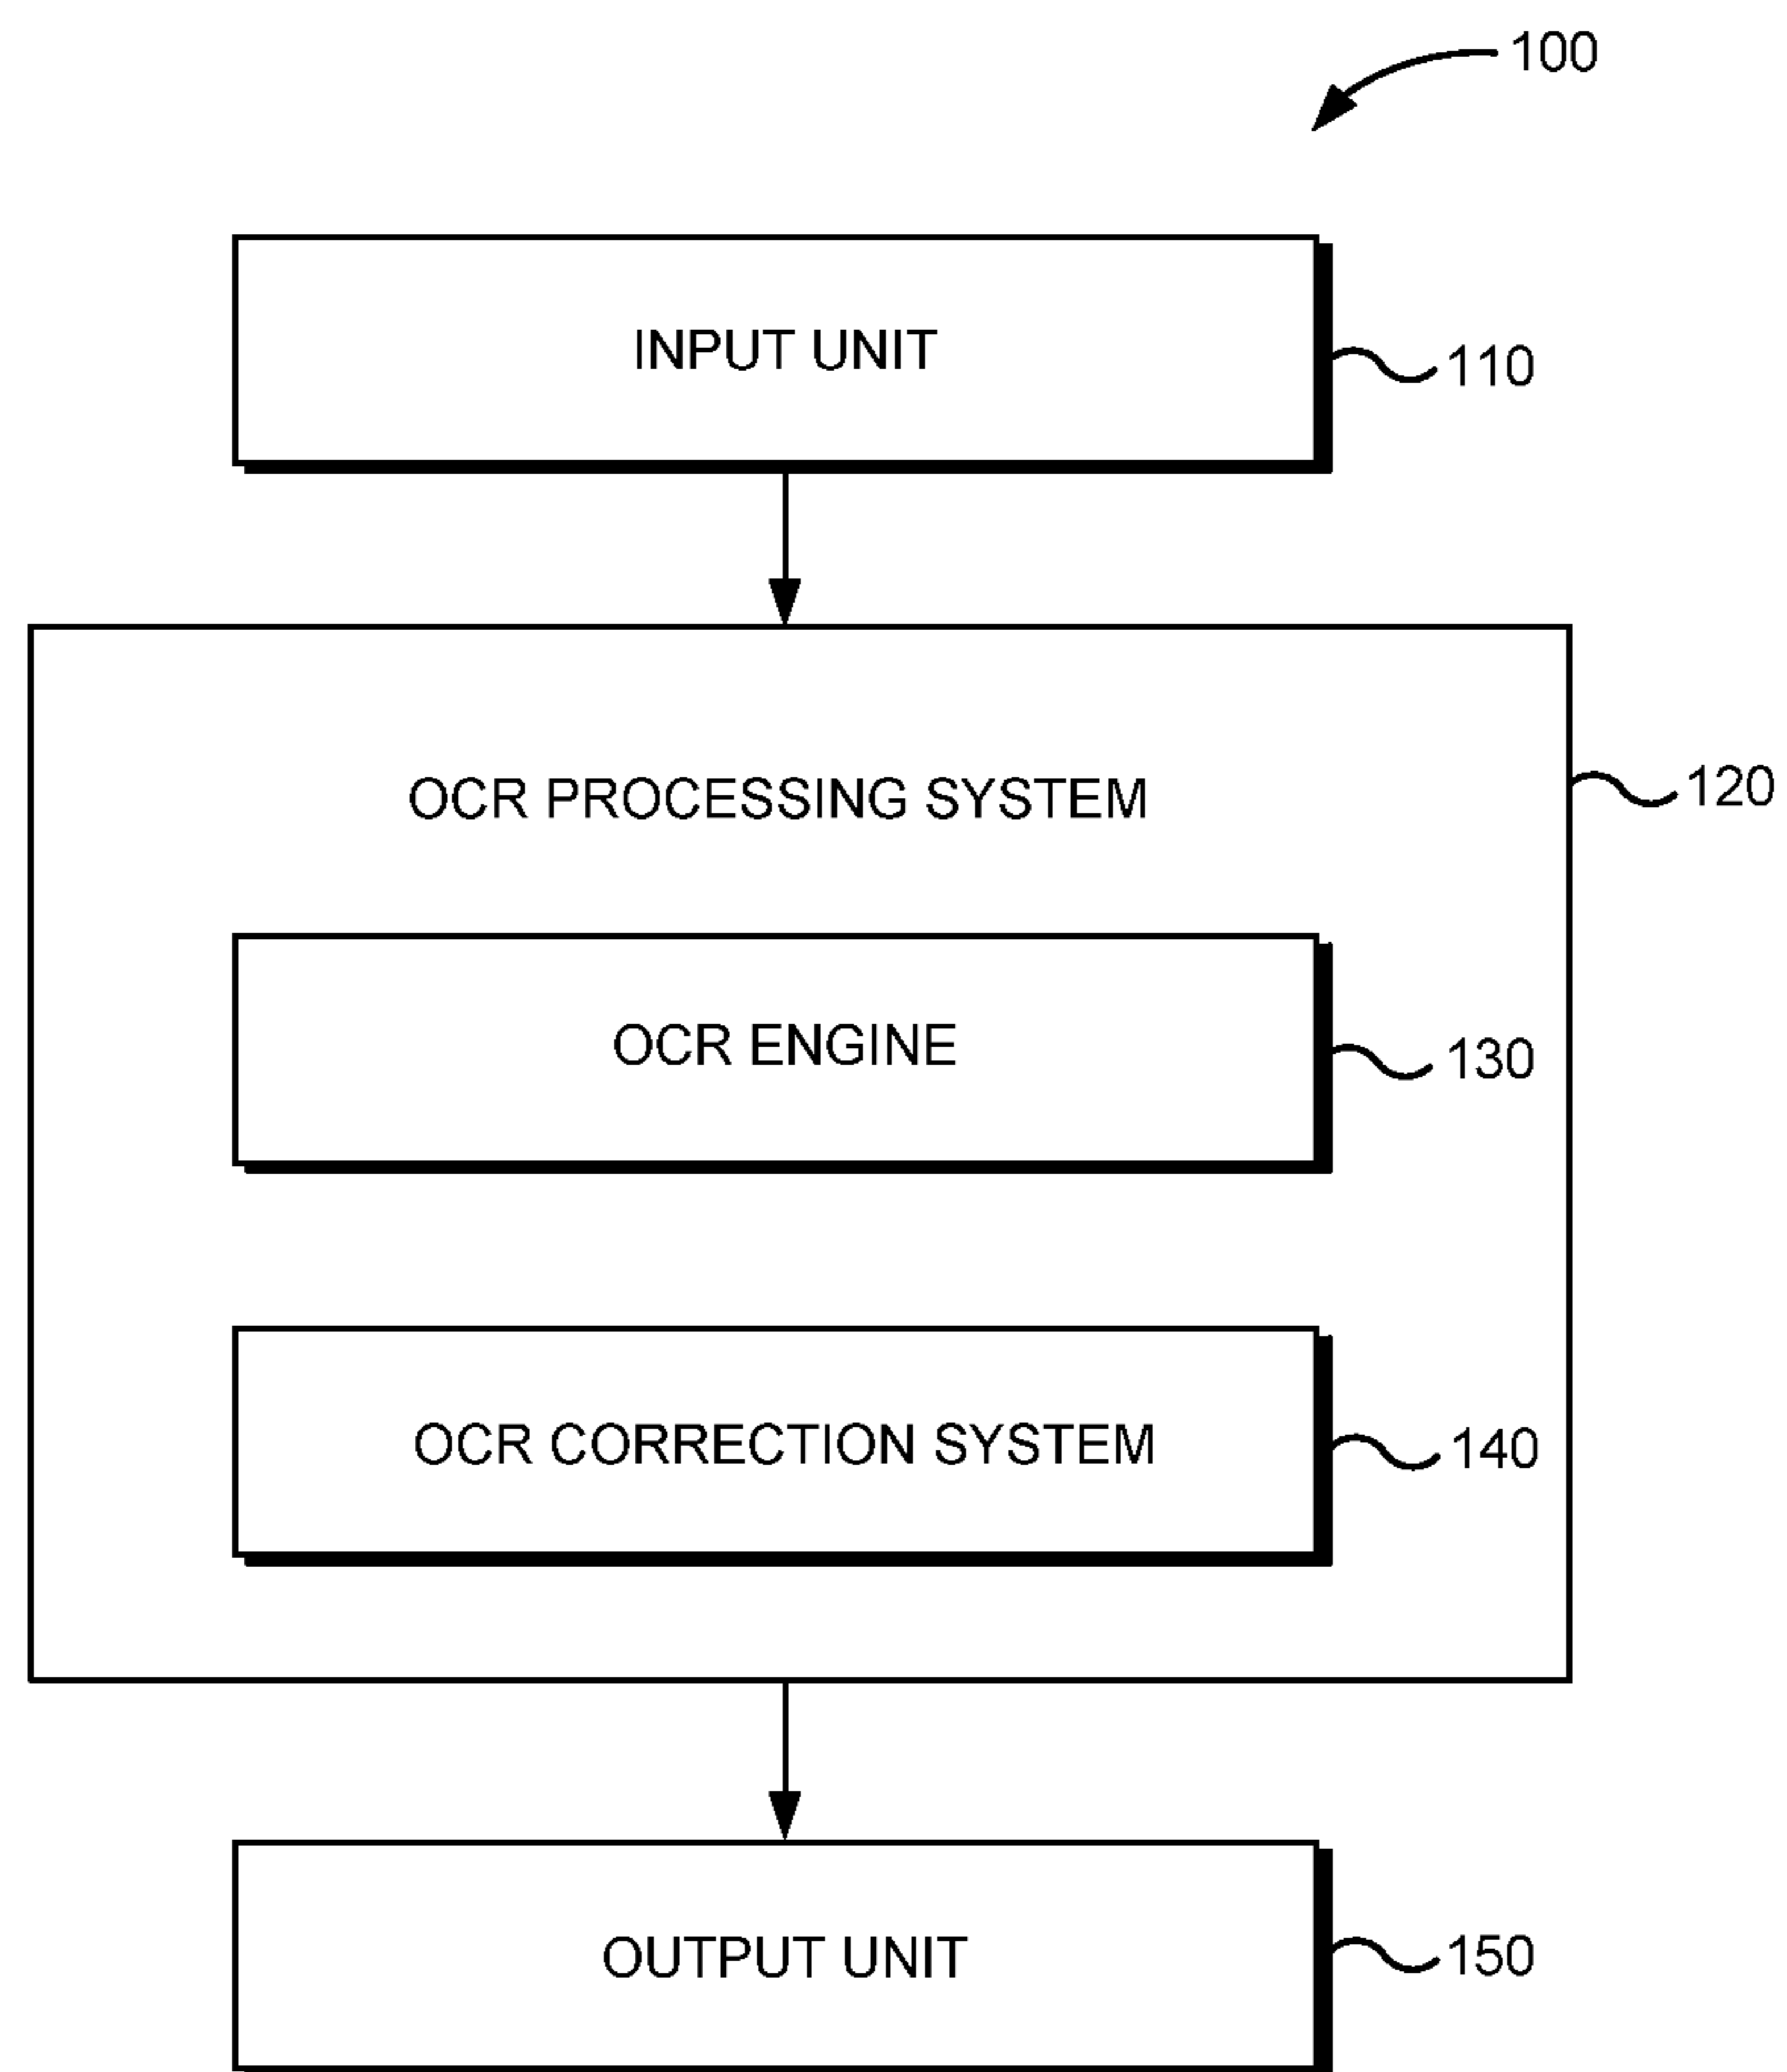 100
INPUT UNIT
110
OCR PROCESSING SYSTEM
120
OCR ENGINE
130
OCR CORRECTION SYSTEM
140
OUTPUT UNIT
150